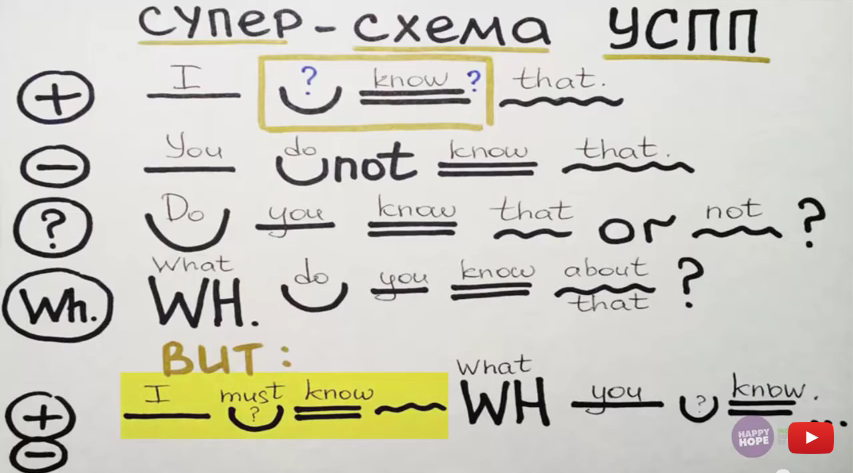 СУПЕР - СХЕМА УСПП
+ I ? know ? that.
− You do not know that.
? Do you know that or not ?
Wh. What WH. do you know about that ?
BUT:
+ − I must ? know What WH you ? know. ...
HAPPY HOPE